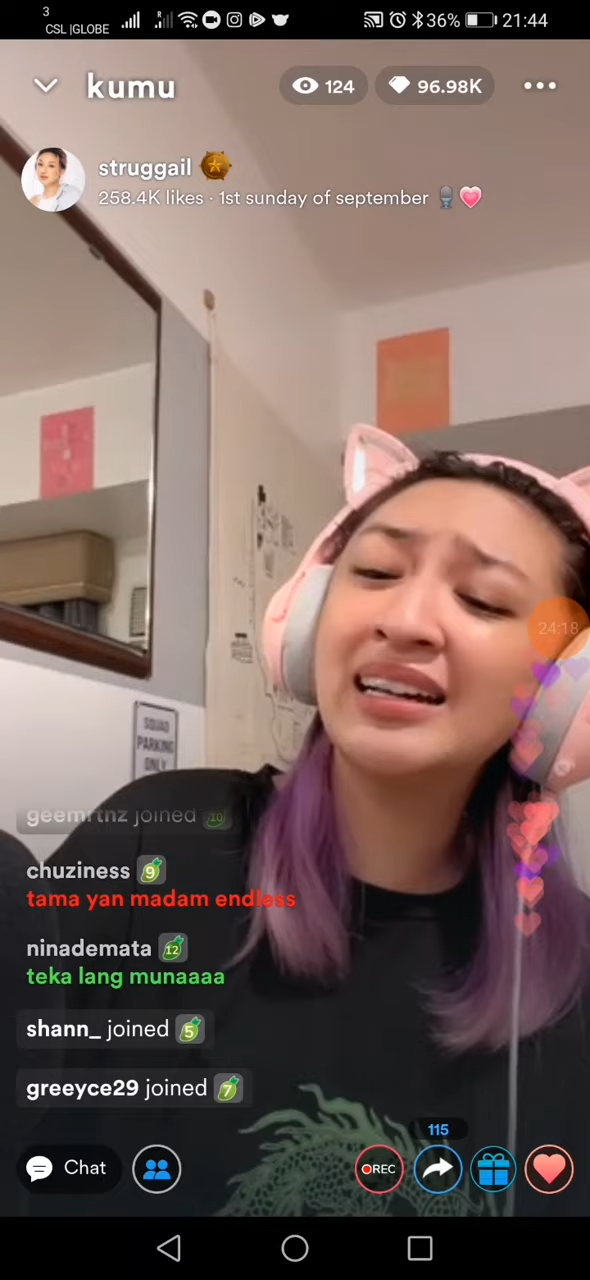 3
CSL |GLOBE
36%
21:44
kumu
124
96.98K
struggail
258.4K likes · 1st sunday of september
24:18
SQUAD
PARKING
ONLY
geemrtnz joined 10
chuziness 9
tama yan madam endless
ninademata 12
teka lang munaaaa
shann_ joined 5
greeyce29 joined 7
115
Chat
REC